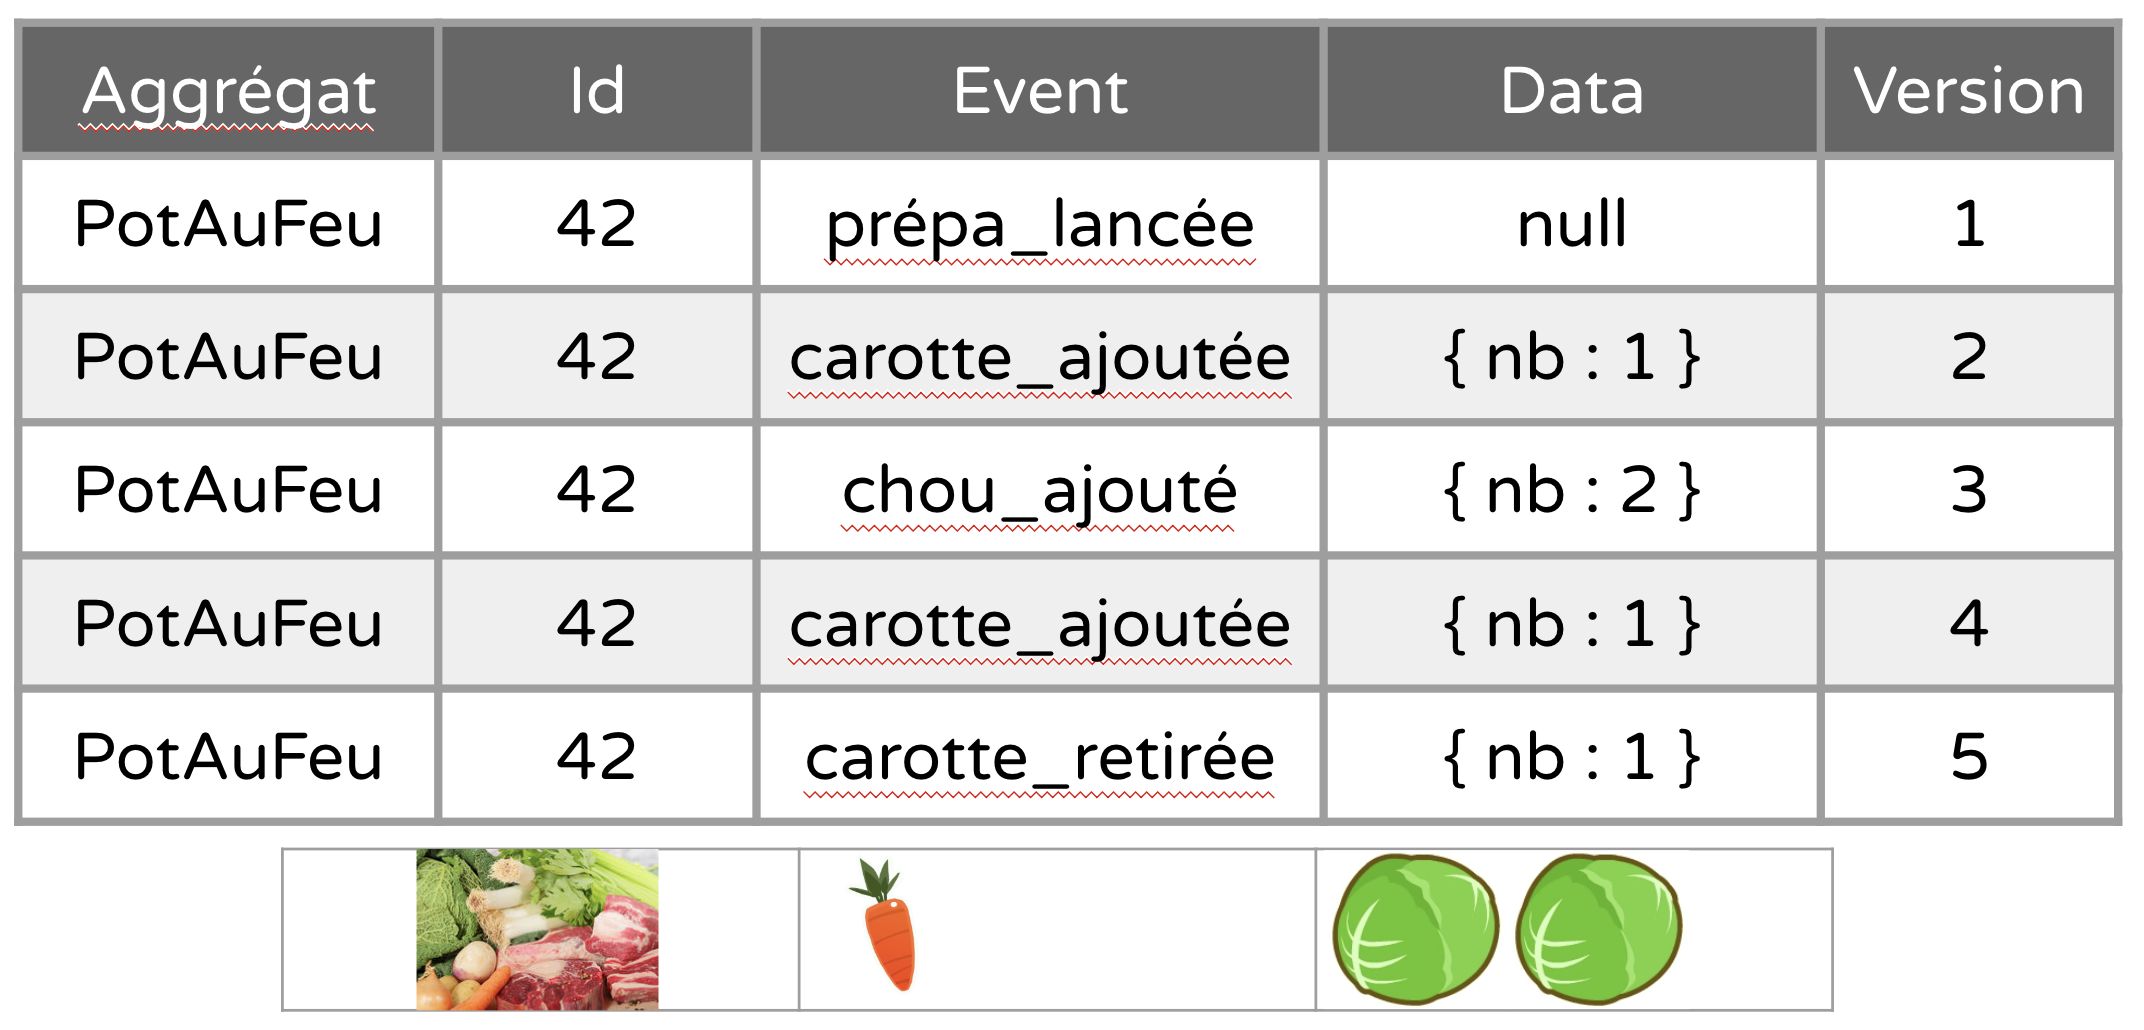 Aggrégat Id Event Data Version
PotAuFeu 42 prépa_lancée null 1
PotAuFeu 42 carotte_ajoutée { nb : 1 } 2
PotAuFeu 42 chou_ajouté { nb : 2 } 3
PotAuFeu 42 carotte_ajoutée { nb : 1 } 4
PotAuFeu 42 carotte_retirée { nb : 1 } 5